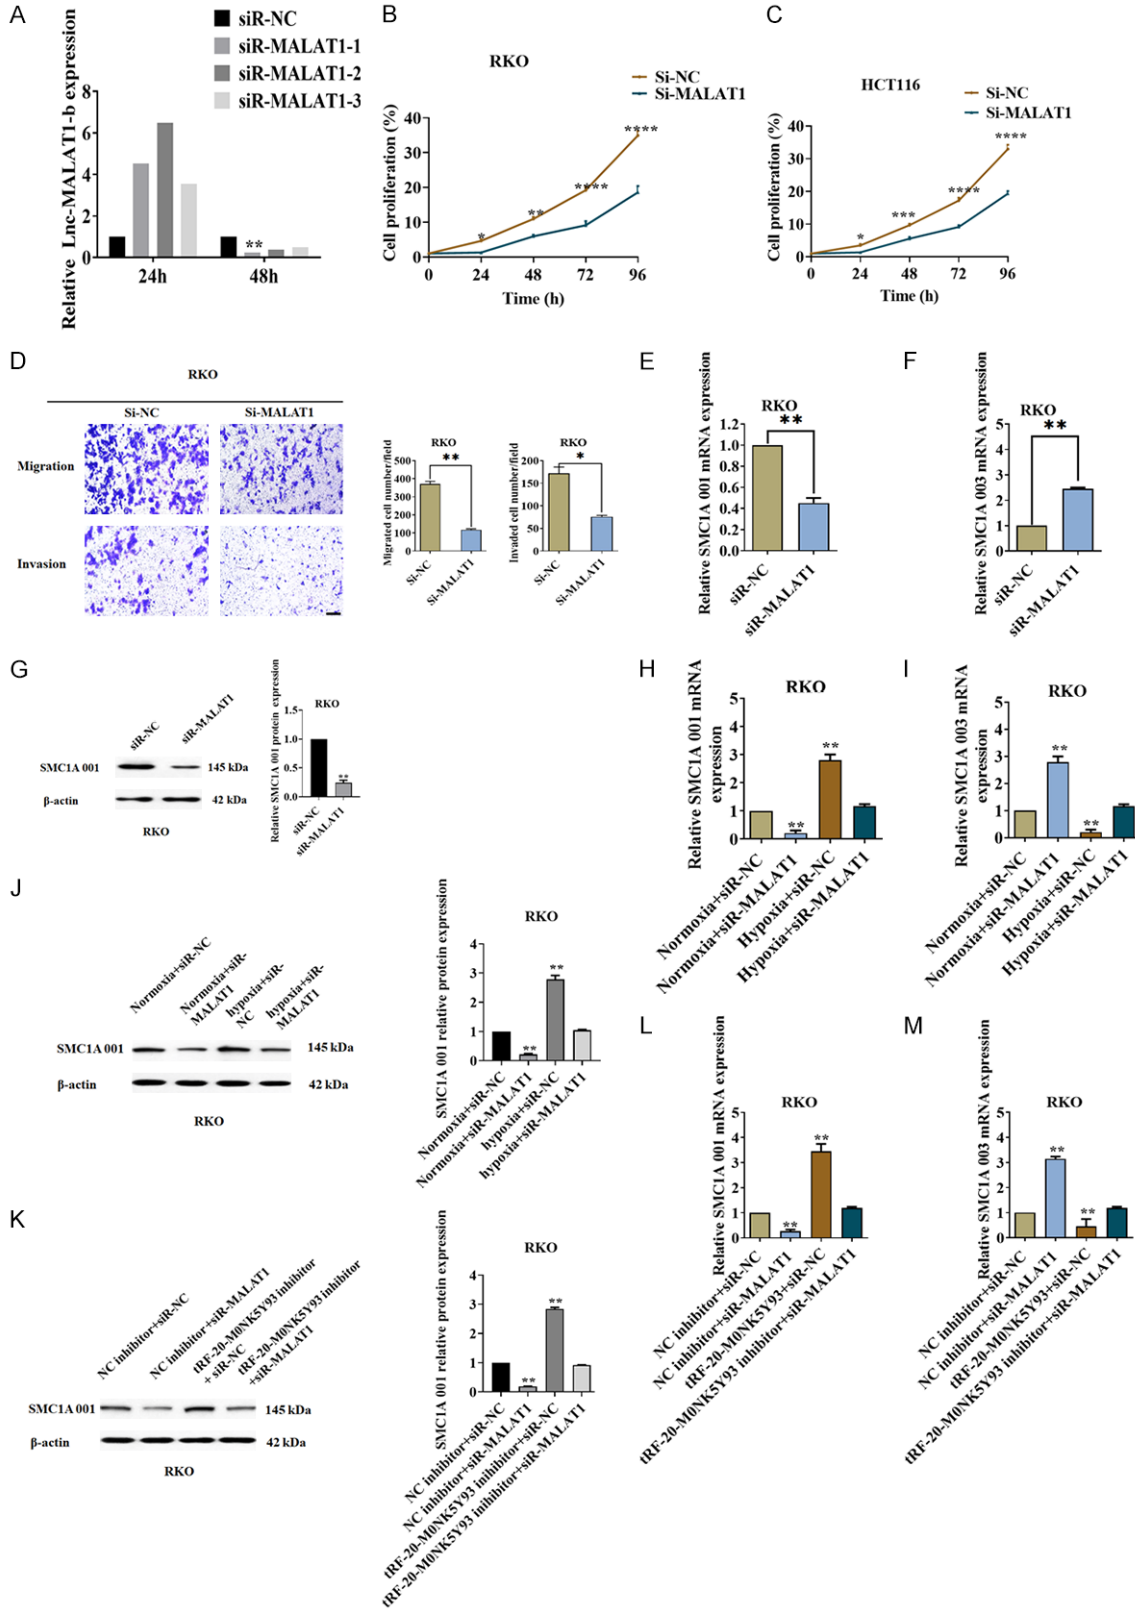 A
siR-NC
siR-MALAT1-1
siR-MALAT1-2
siR-MALAT1-3
Relative Lnc-MALAT1-b expression
8
6
4
2
0
**
24h
48h
B
RKO
Si-NC
Si-MALAT1
Cell proliferation (%)
40
30
20
10
0
*
**
****
****
0 24 48 72 96
Time (h)
C
HCT116
Si-NC
Si-MALAT1
Cell proliferation (%)
40
30
20
10
0
*
***
****
****
0 24 48 72 96
Time (h)
D
RKO
Si-NC
Si-MALAT1
Migration
Invasion
RKO
**
Migrated cell number/field
500
400
300
200
100
0
Si-NC
Si-MALAT1
RKO
*
Invaded cell number/field
200
150
100
50
0
Si-NC
Si-MALAT1
E
RKO
**
Relative SMC1A 001 mRNA expression
1.2
1.0
0.8
0.6
0.4
0.2
0.0
siR-NC
siR-MALAT1
F
RKO
**
Relative SMC1A 003 mRNA expression
5
4
3
2
1
0
siR-NC
siR-MALAT1
G
siR-NC
siR-MALAT1
SMC1A 001
145 kDa
β-actin
42 kDa
RKO
RKO
Relative SMC1A 001 protein expression
1.5
1.0
0.5
0.0
**
siR-NC
siR-MALAT1
H
RKO
Relative SMC1A 001 mRNA
expression
5
4
3
2
1
0
**
**
Normoxia+siR-NC
Normoxia+siR-MALAT1
Hypoxia+siR-NC
Hypoxia+siR-MALAT1
I
RKO
Relative SMC1A 003 mRNA
expression
5
4
3
2
1
0
**
**
Normoxia+siR-NC
Normoxia+siR-MALAT1
Hypoxia+siR-NC
Hypoxia+siR-MALAT1
J
Normoxia+siR-NC
Normoxia+siR-
MALAT1
hypoxia+siR-
NC
hypoxia+siR-
MALAT1
SMC1A 001
145 kDa
β-actin
42 kDa
RKO
RKO
SMC1A 001 relative protein expression
4
3
2
1
0
**
**
Normoxia+siR-NC
Normoxia+siR-MALAT1
hypoxia+siR-NC
hypoxia+siR-MALAT1
K
NC inhibitor+siR-NC
NC inhibitor+siR-MALAT1
tRF-20-M0NK5Y93 inhibitor
+ siR-NC
tRF-20-M0NK5Y93 inhibitor
+siR-MALAT1
SMC1A 001
145 kDa
β-actin
42 kDa
RKO
RKO
SMC1A 001 relative protein expression
4
3
2
1
0
**
**
NC inhibitor+siR-NC
NC inhibitor+siR-MALAT1
tRF-20-M0NK5Y93 inihibitor+siR-NC
tRF-20-M0NK5Y93 inihibitor+siR-MALAT1
L
RKO
Relative SMC1A 001 mRNA expression
5
4
3
2
1
0
**
**
NC inhibitor+siR-NC
NC inhibitor+siR-MALAT1
tRF-20-M0NK5Y93+siR-NC
tRF-20-M0NK5Y93 inhibitor+siR-MALAT1
M
RKO
Relative SMC1A 003 mRNA expression
5
4
3
2
1
0
**
**
NC inhibitor+siR-NC
NC inhibitor+siR-MALAT1
tRF-20-M0NK5Y93+siR-NC
tRF-20-M0NK5Y93 inhibitor+siR-MALAT1